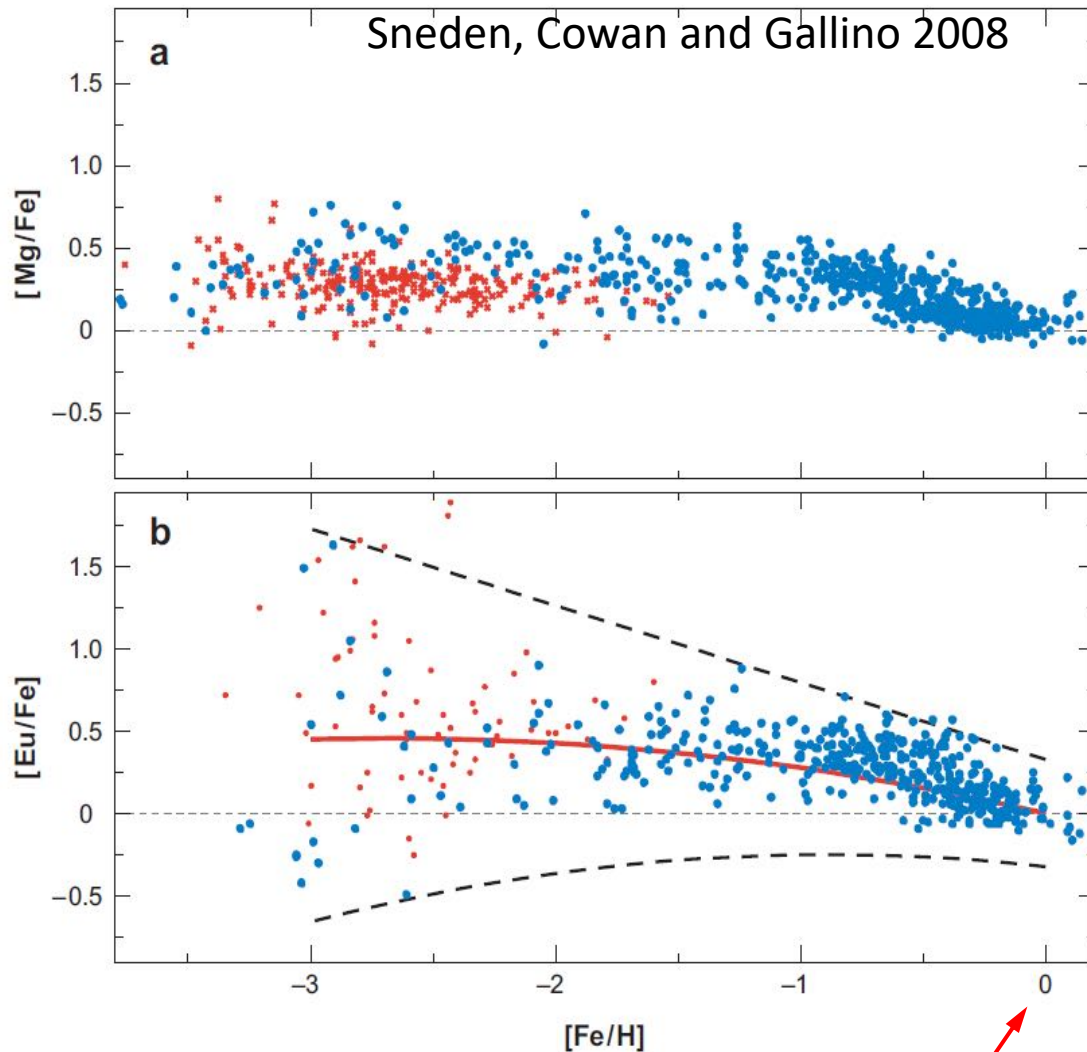 Sneden, Cowan and Gallino 2008
a
1.5
1.0
0.5
0
–0.5
[Mg/Fe]
b
1.5
1.0
0.5
0
–0.5
[Eu/Fe]
–3 –2 –1 0
[Fe/H]